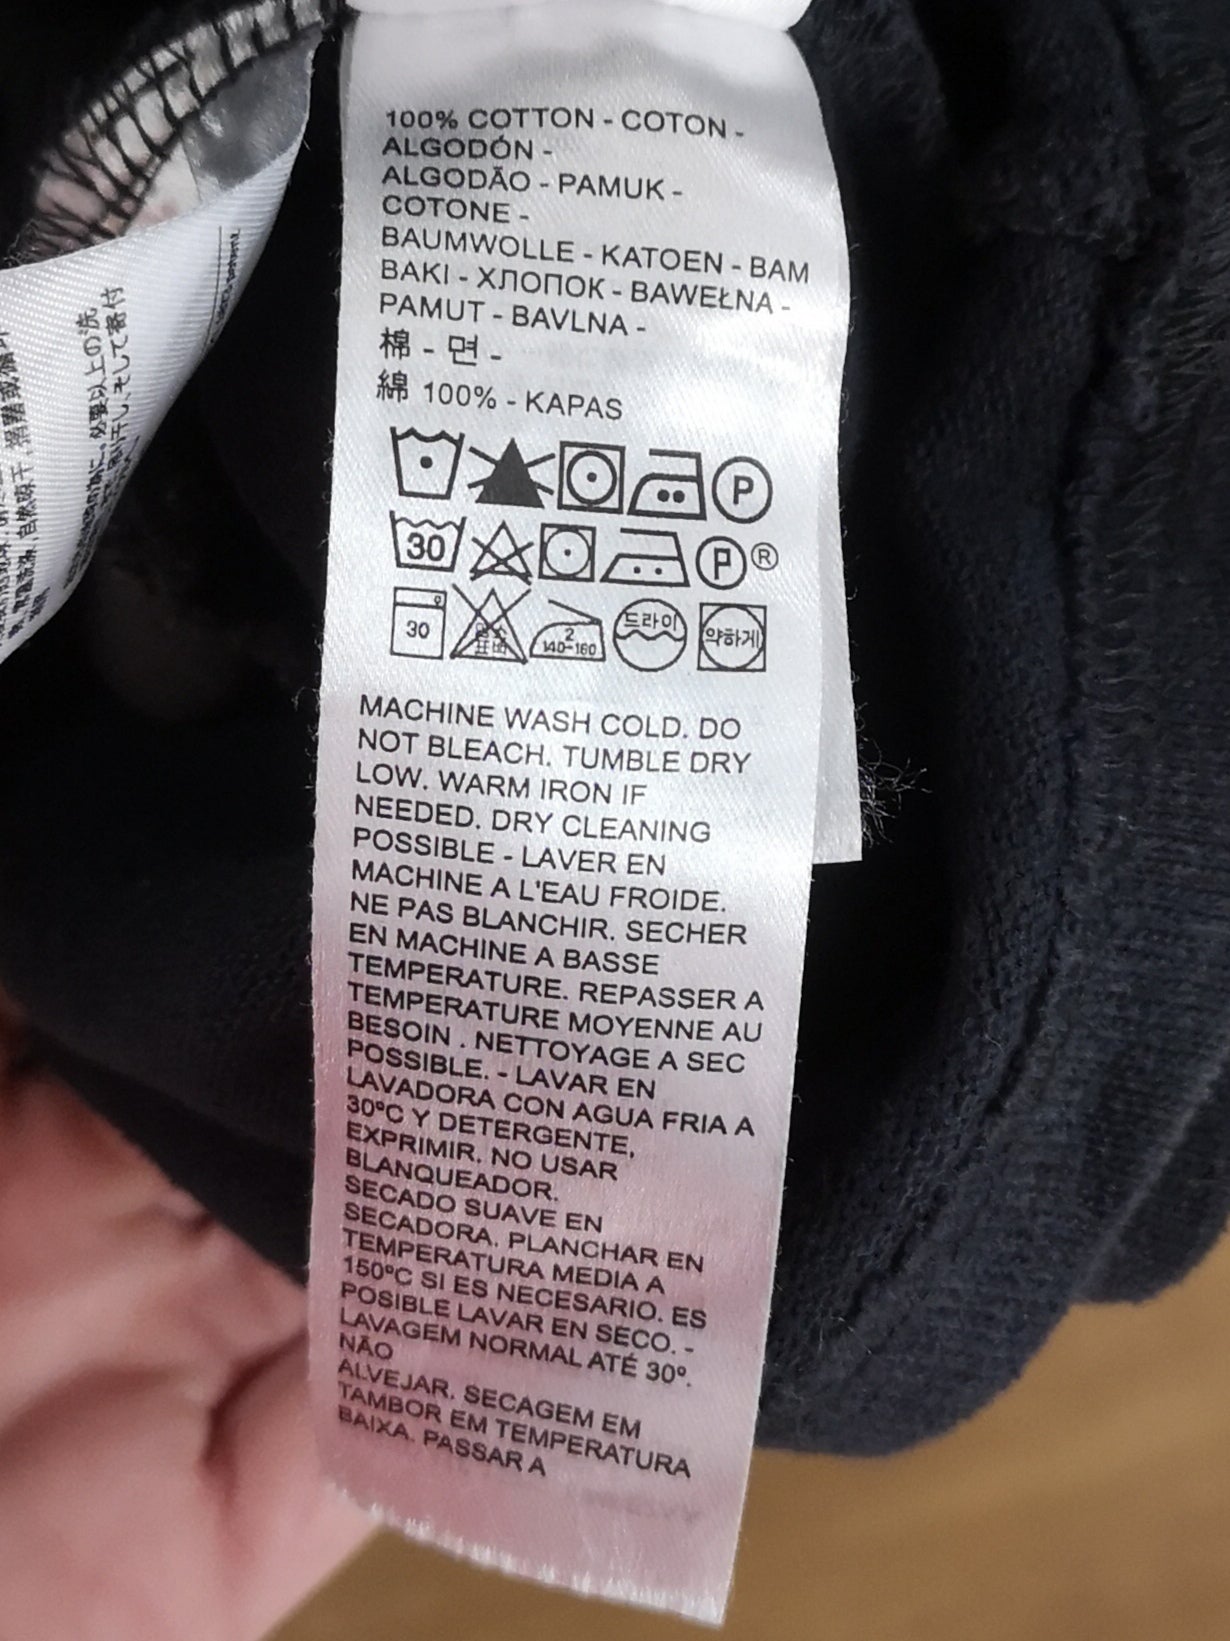 100% COTTON - COTON -
ALGODÓN -
ALGODÃO - PAMUK -
COTONE -
BAUMWOLLE - KATOEN - BAM
BAKI - ХЛОПОК - BAWEŁNA -
PAMUT - BAVLNA -
棉 - 면 -
綿 100% - KAPAS
P
30 P ®
30 2 140-160 드라이 약하게
MACHINE WASH COLD. DO
NOT BLEACH. TUMBLE DRY
LOW. WARM IRON IF
NEEDED. DRY CLEANING
POSSIBLE - LAVER EN
MACHINE A L'EAU FROIDE.
NE PAS BLANCHIR. SECHER
EN MACHINE A BASSE
TEMPERATURE. REPASSER A
TEMPERATURE MOYENNE AU
BESOIN . NETTOYAGE A SEC
POSSIBLE. - LAVAR EN
LAVADORA CON AGUA FRIA A
30ºC Y DETERGENTE,
EXPRIMIR. NO USAR
BLANQUEADOR.
SECADO SUAVE EN
SECADORA. PLANCHAR EN
TEMPERATURA MEDIA A
150ºC SI ES NECESARIO. ES
POSIBLE LAVAR EN SECO. -
LAVAGEM NORMAL ATÉ 30º.
NÃO
ALVEJAR. SECAGEM EM
TAMBOR EM TEMPERATURA
BAIXA. PASSAR A